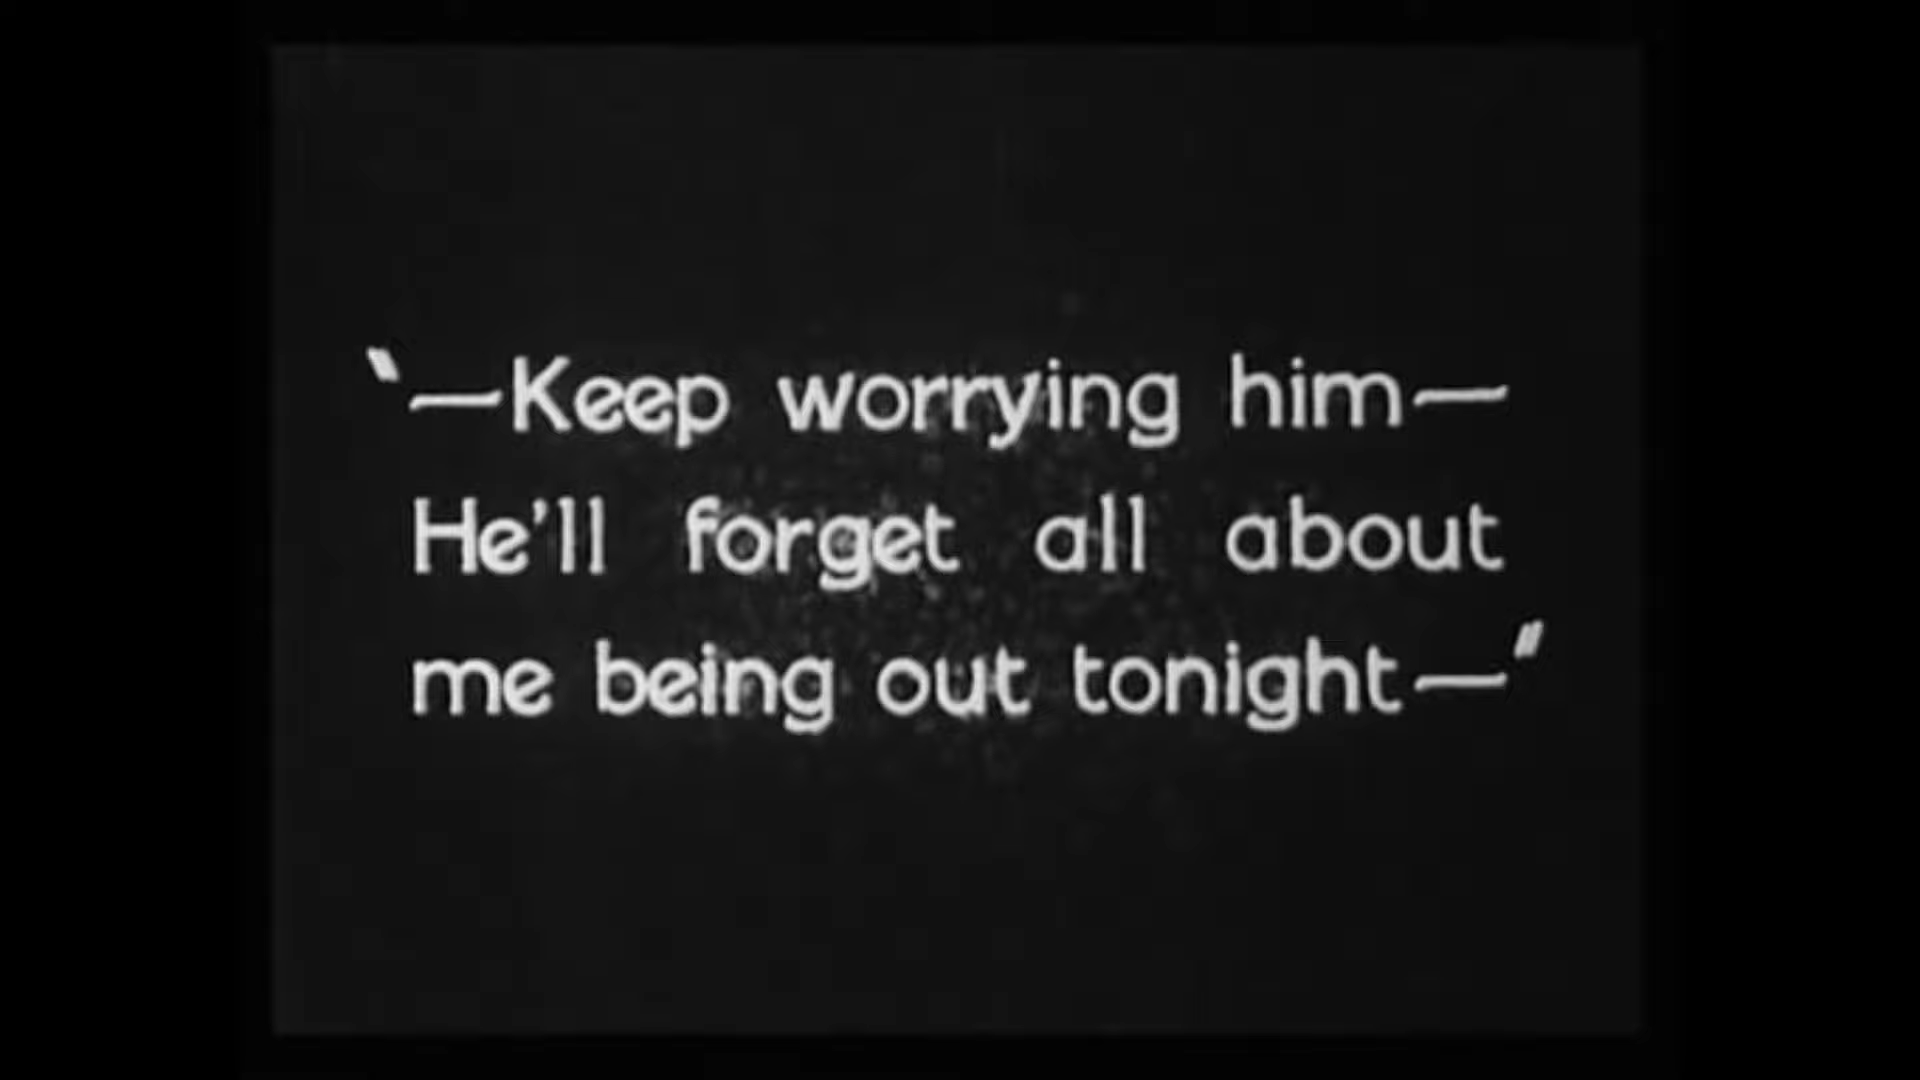 "—Keep worrying him—
He'll forget all about
me being out tonight—"